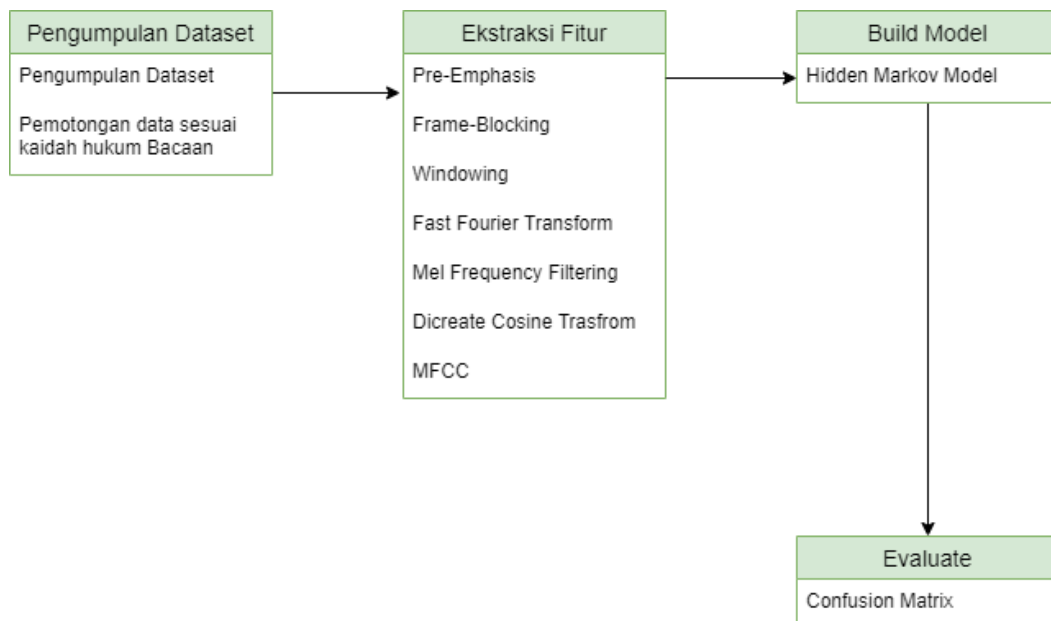 Pengumpulan Dataset
Pengumpulan Dataset
Pemotongan data sesuai
kaidah hukum Bacaan
Ekstraksi Fitur
Pre-Emphasis
Frame-Blocking
Windowing
Fast Fourier Transform
Mel Frequency Filtering
Dicreate Cosine Trasfrom
MFCC
Build Model
Hidden Markov Model
Evaluate
Confusion Matrix